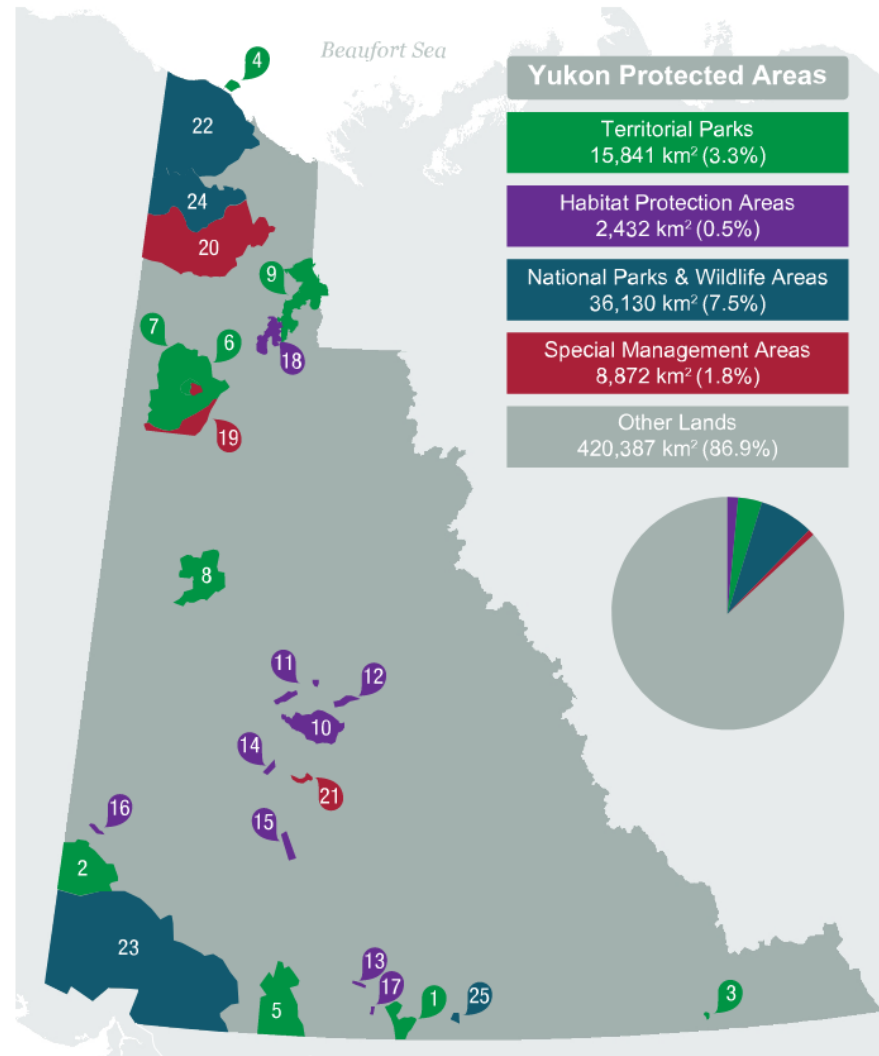 Beaufort Sea
Yukon Protected Areas
Territorial Parks
15,841 km² (3.3%)
Habitat Protection Areas
2,432 km² (0.5%)
National Parks & Wildlife Areas
36,130 km² (7.5%)
Special Management Areas
8,872 km² (1.8%)
Other Lands
420,387 km² (86.9%)
4
22
24
20
9
7
6
18
19
8
11
12
10
14
21
16
15
2
23
13
17
5
1
25
3